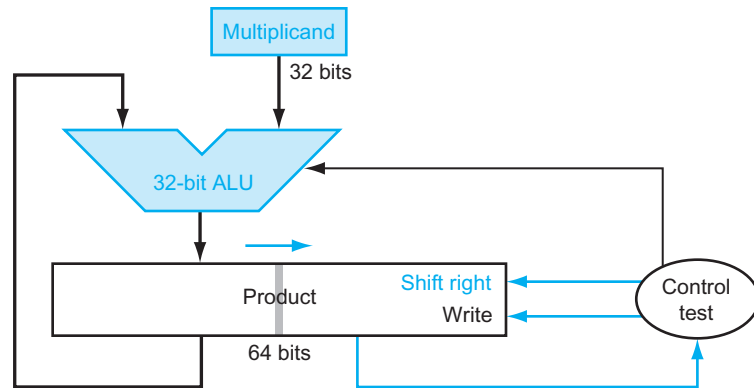 Multiplicand
32 bits
32-bit ALU
Shift right
Product
Write
64 bits
Control
test